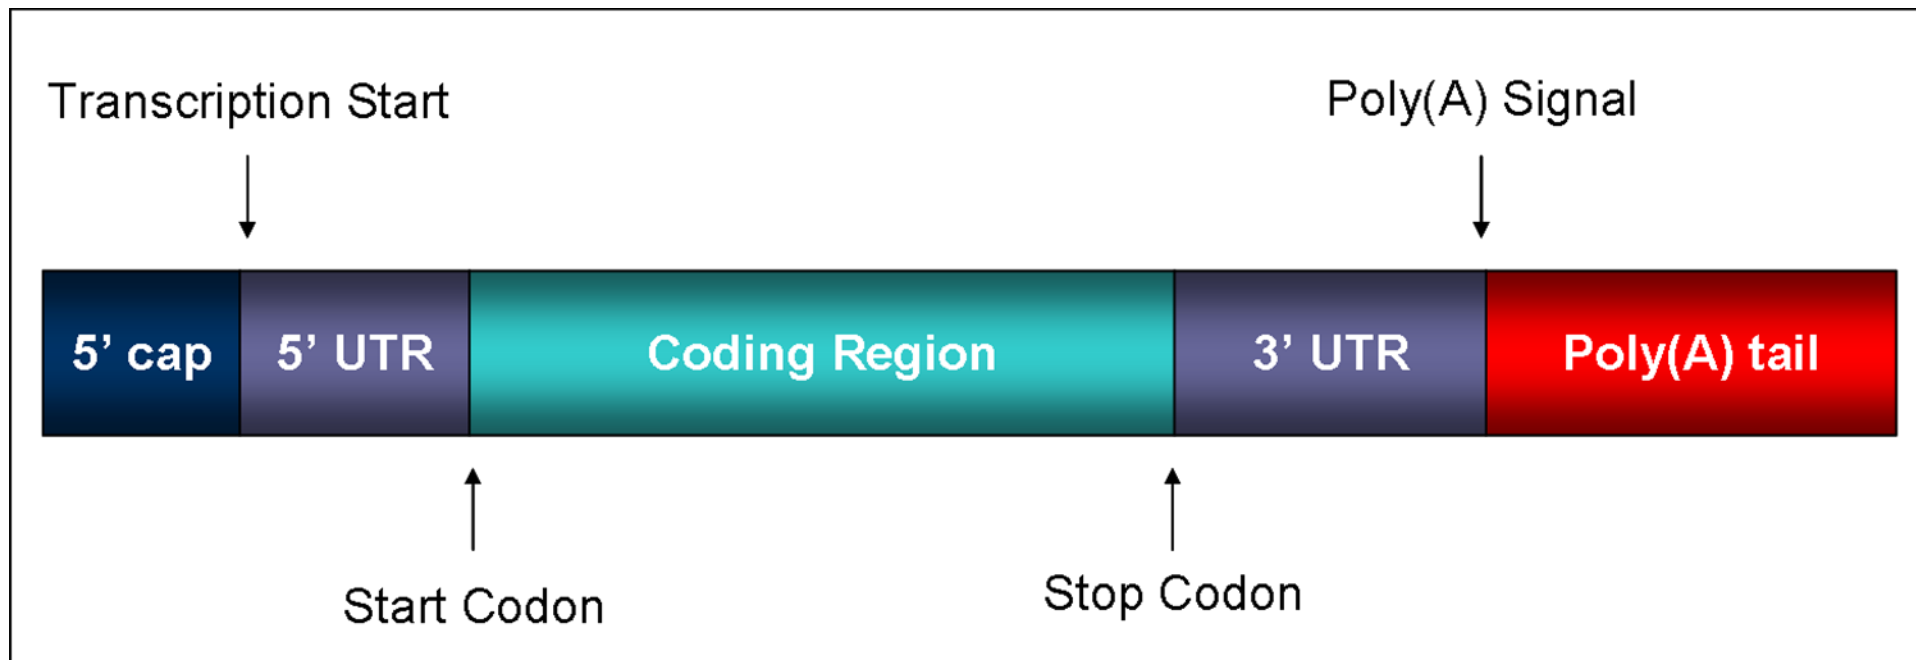 Transcription Start
Poly(A) Signal
5’ cap
5’ UTR
Coding Region
3’ UTR
Poly(A) tail
Start Codon
Stop Codon